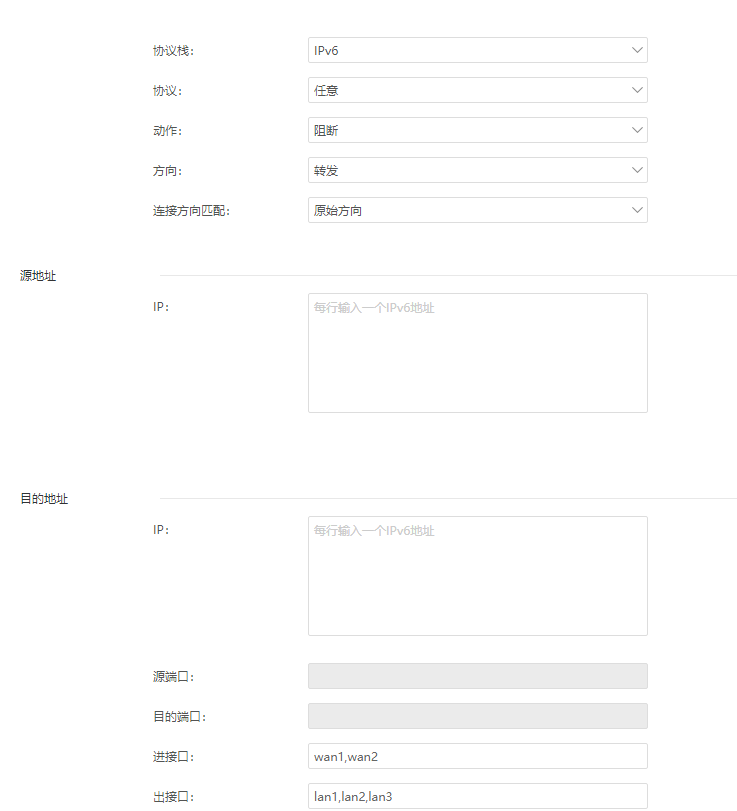 协议栈: IPv6
协议: 任意
动作: 阻断
方向: 转发
连接方向匹配: 原始方向
源地址
IP: 每行输入一个IPv6地址
目的地址
IP: 每行输入一个IPv6地址
源端口:
目的端口:
进接口: wan1,wan2
出接口: lan1,lan2,lan3